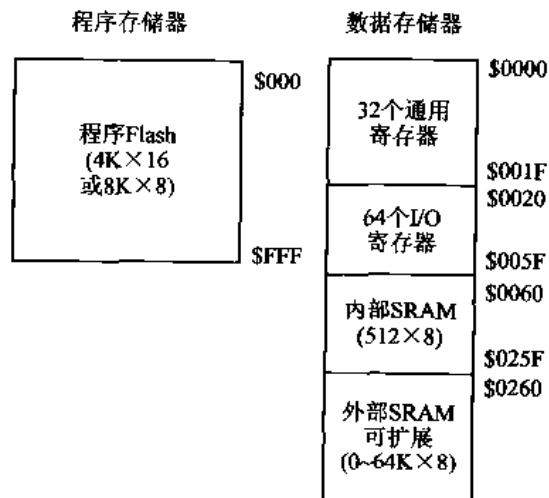 程序存储器
$000
程序Flash
(4K×16
或8K×8)
$FFF
数据存储器
$0000
32个通用
寄存器
$001F
$0020
64个I/O
寄存器
$005F
$0060
内部SRAM
(512×8)
$025F
$0260
外部SRAM
可扩展
(0~64K×8)